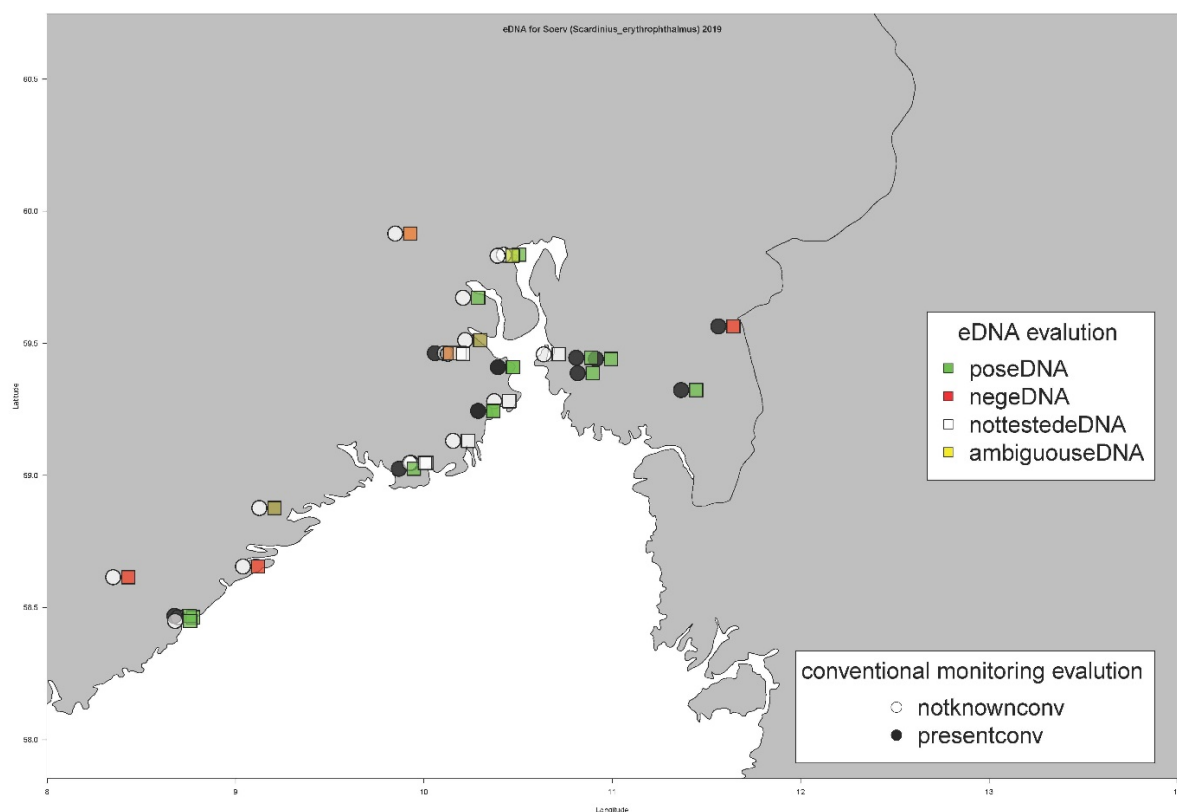 eDNA for Soerv (Scardinius_erythrophthalmus) 2019
60.5
60.0
59.5
59.0
58.5
58.0
Latitude
eDNA evalution
poseDNA
negeDNA
nottestedeDNA
ambiguouseDNA
conventional monitoring evalution
notknownconv
presentconv
8
9
10
11
12
13
Longitude